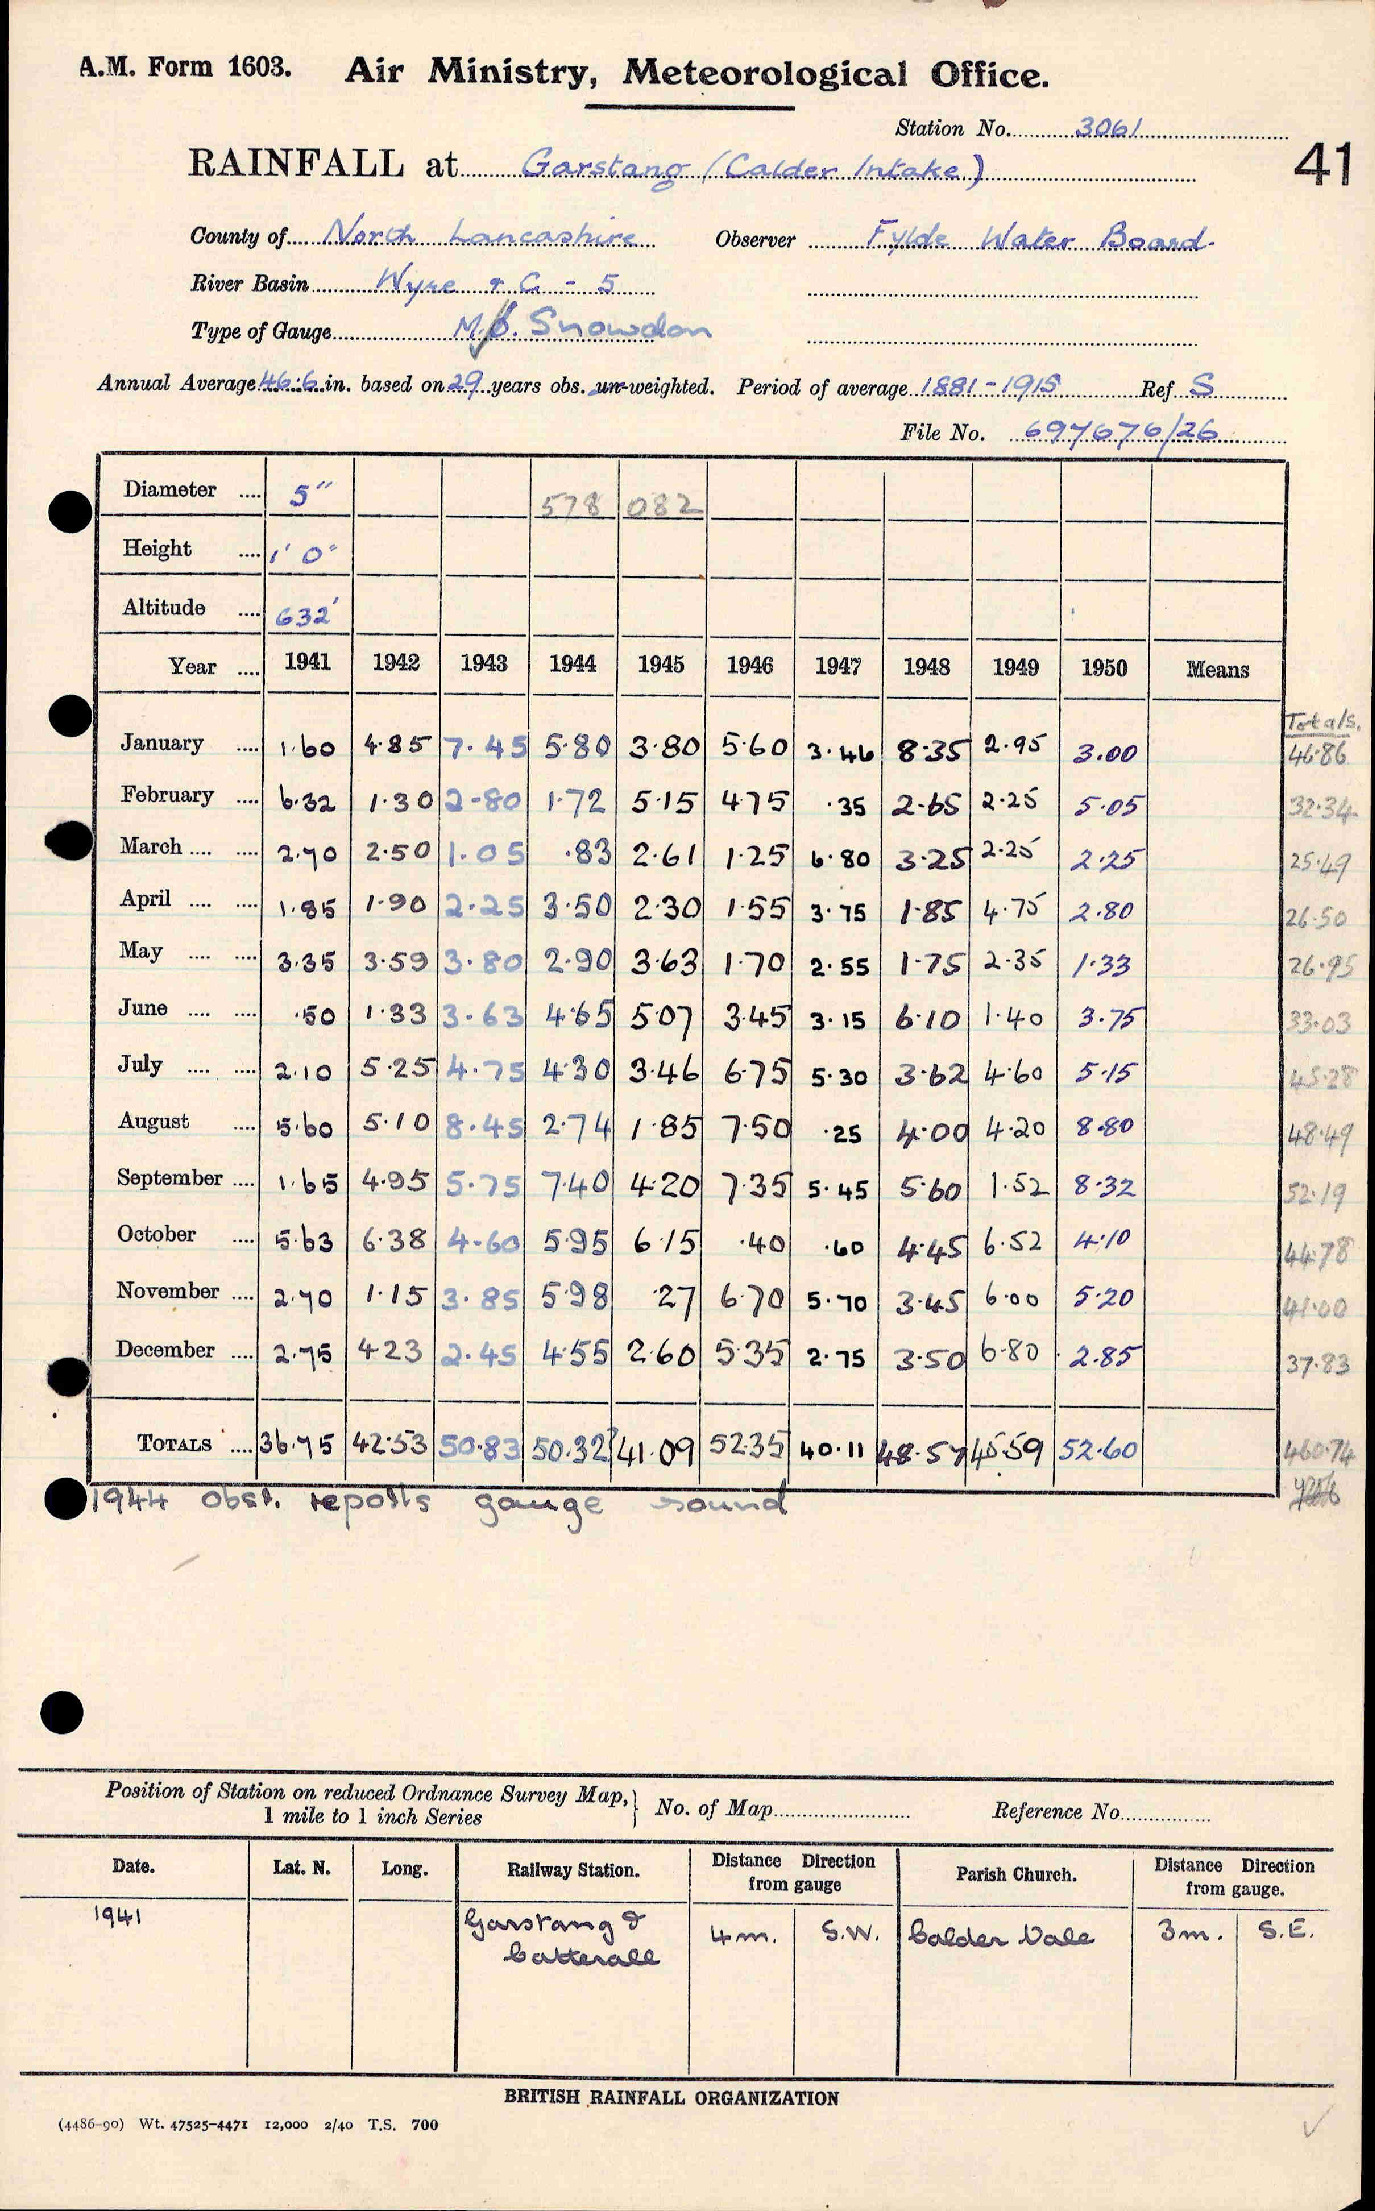 A.M. Form 1603. Air Ministry, Meteorological Office.
Station No. 3061
RAINFALL at Garstang (Calder Intake) 41
County of North Lancashire Observer Fylde Water Board.
River Basin Wyre & C - 5
Type of Gauge M.O. Snowdon
Annual Average 46.6 in. based on 29 years obs. un-weighted. Period of average 1881-1915 Ref S
File No. 697676/26
Diameter .... 5" 578 082
Height .... 1' 0"
Altitude .... 632'
Year .... 1941 1942 1943 1944 1945 1946 1947 1948 1949 1950 Means Totals.
January .... 1.60 4.85 7.45 5.80 3.80 5.60 3.46 8.35 2.95 3.00 46.86
February .... 6.32 1.30 2.80 1.72 5.15 4.75 .35 2.65 2.25 5.05 32.34
March .... .... 2.70 2.50 1.05 .83 2.61 1.25 6.80 3.25 2.25 2.25 25.49
April .... .... 1.85 1.90 2.25 3.50 2.30 1.55 3.75 1.85 4.75 2.80 26.50
May .... .... 3.35 3.59 3.80 2.90 3.63 1.70 2.55 1.75 2.35 1.33 26.95
June .... .... .50 1.33 3.63 4.65 5.07 3.45 3.15 6.10 1.40 3.75 33.03
July .... .... 2.10 5.25 4.75 4.30 3.46 6.75 5.30 3.62 4.60 5.15 45.28
August .... 5.60 5.10 8.45 2.74 1.85 7.50 .25 4.00 4.20 8.80 48.49
September .... 1.65 4.95 5.75 7.40 4.20 7.35 5.45 5.60 1.52 8.32 52.19
October .... 5.63 6.38 4.60 5.95 6.15 .40 .60 4.45 6.52 4.10 44.78
November .... 2.70 1.15 3.85 5.98 .27 6.70 5.70 3.45 6.00 5.20 41.00
December .... 2.75 4.23 2.45 4.55 2.60 5.35 2.75 3.50 6.80 2.85 37.83
TOTALS .... 36.75 42.53 50.83 50.32 41.09 52.35 40.11 48.57 45.59 52.60 460.74
1944 obsr. reports gauge sound
Position of Station on reduced Ordnance Survey Map, 1 mile to 1 inch Series } No. of Map Reference No
Date. Lat. N. Long. Railway Station. Distance Direction from gauge Parish Church. Distance Direction from gauge.
1941 Garstang & Catterall 4m. S.W. Calder Vale 3m. S.E.
BRITISH RAINFALL ORGANIZATION
(4486-90) Wt. 47525-4471 12,000 2/40 T.S. 700